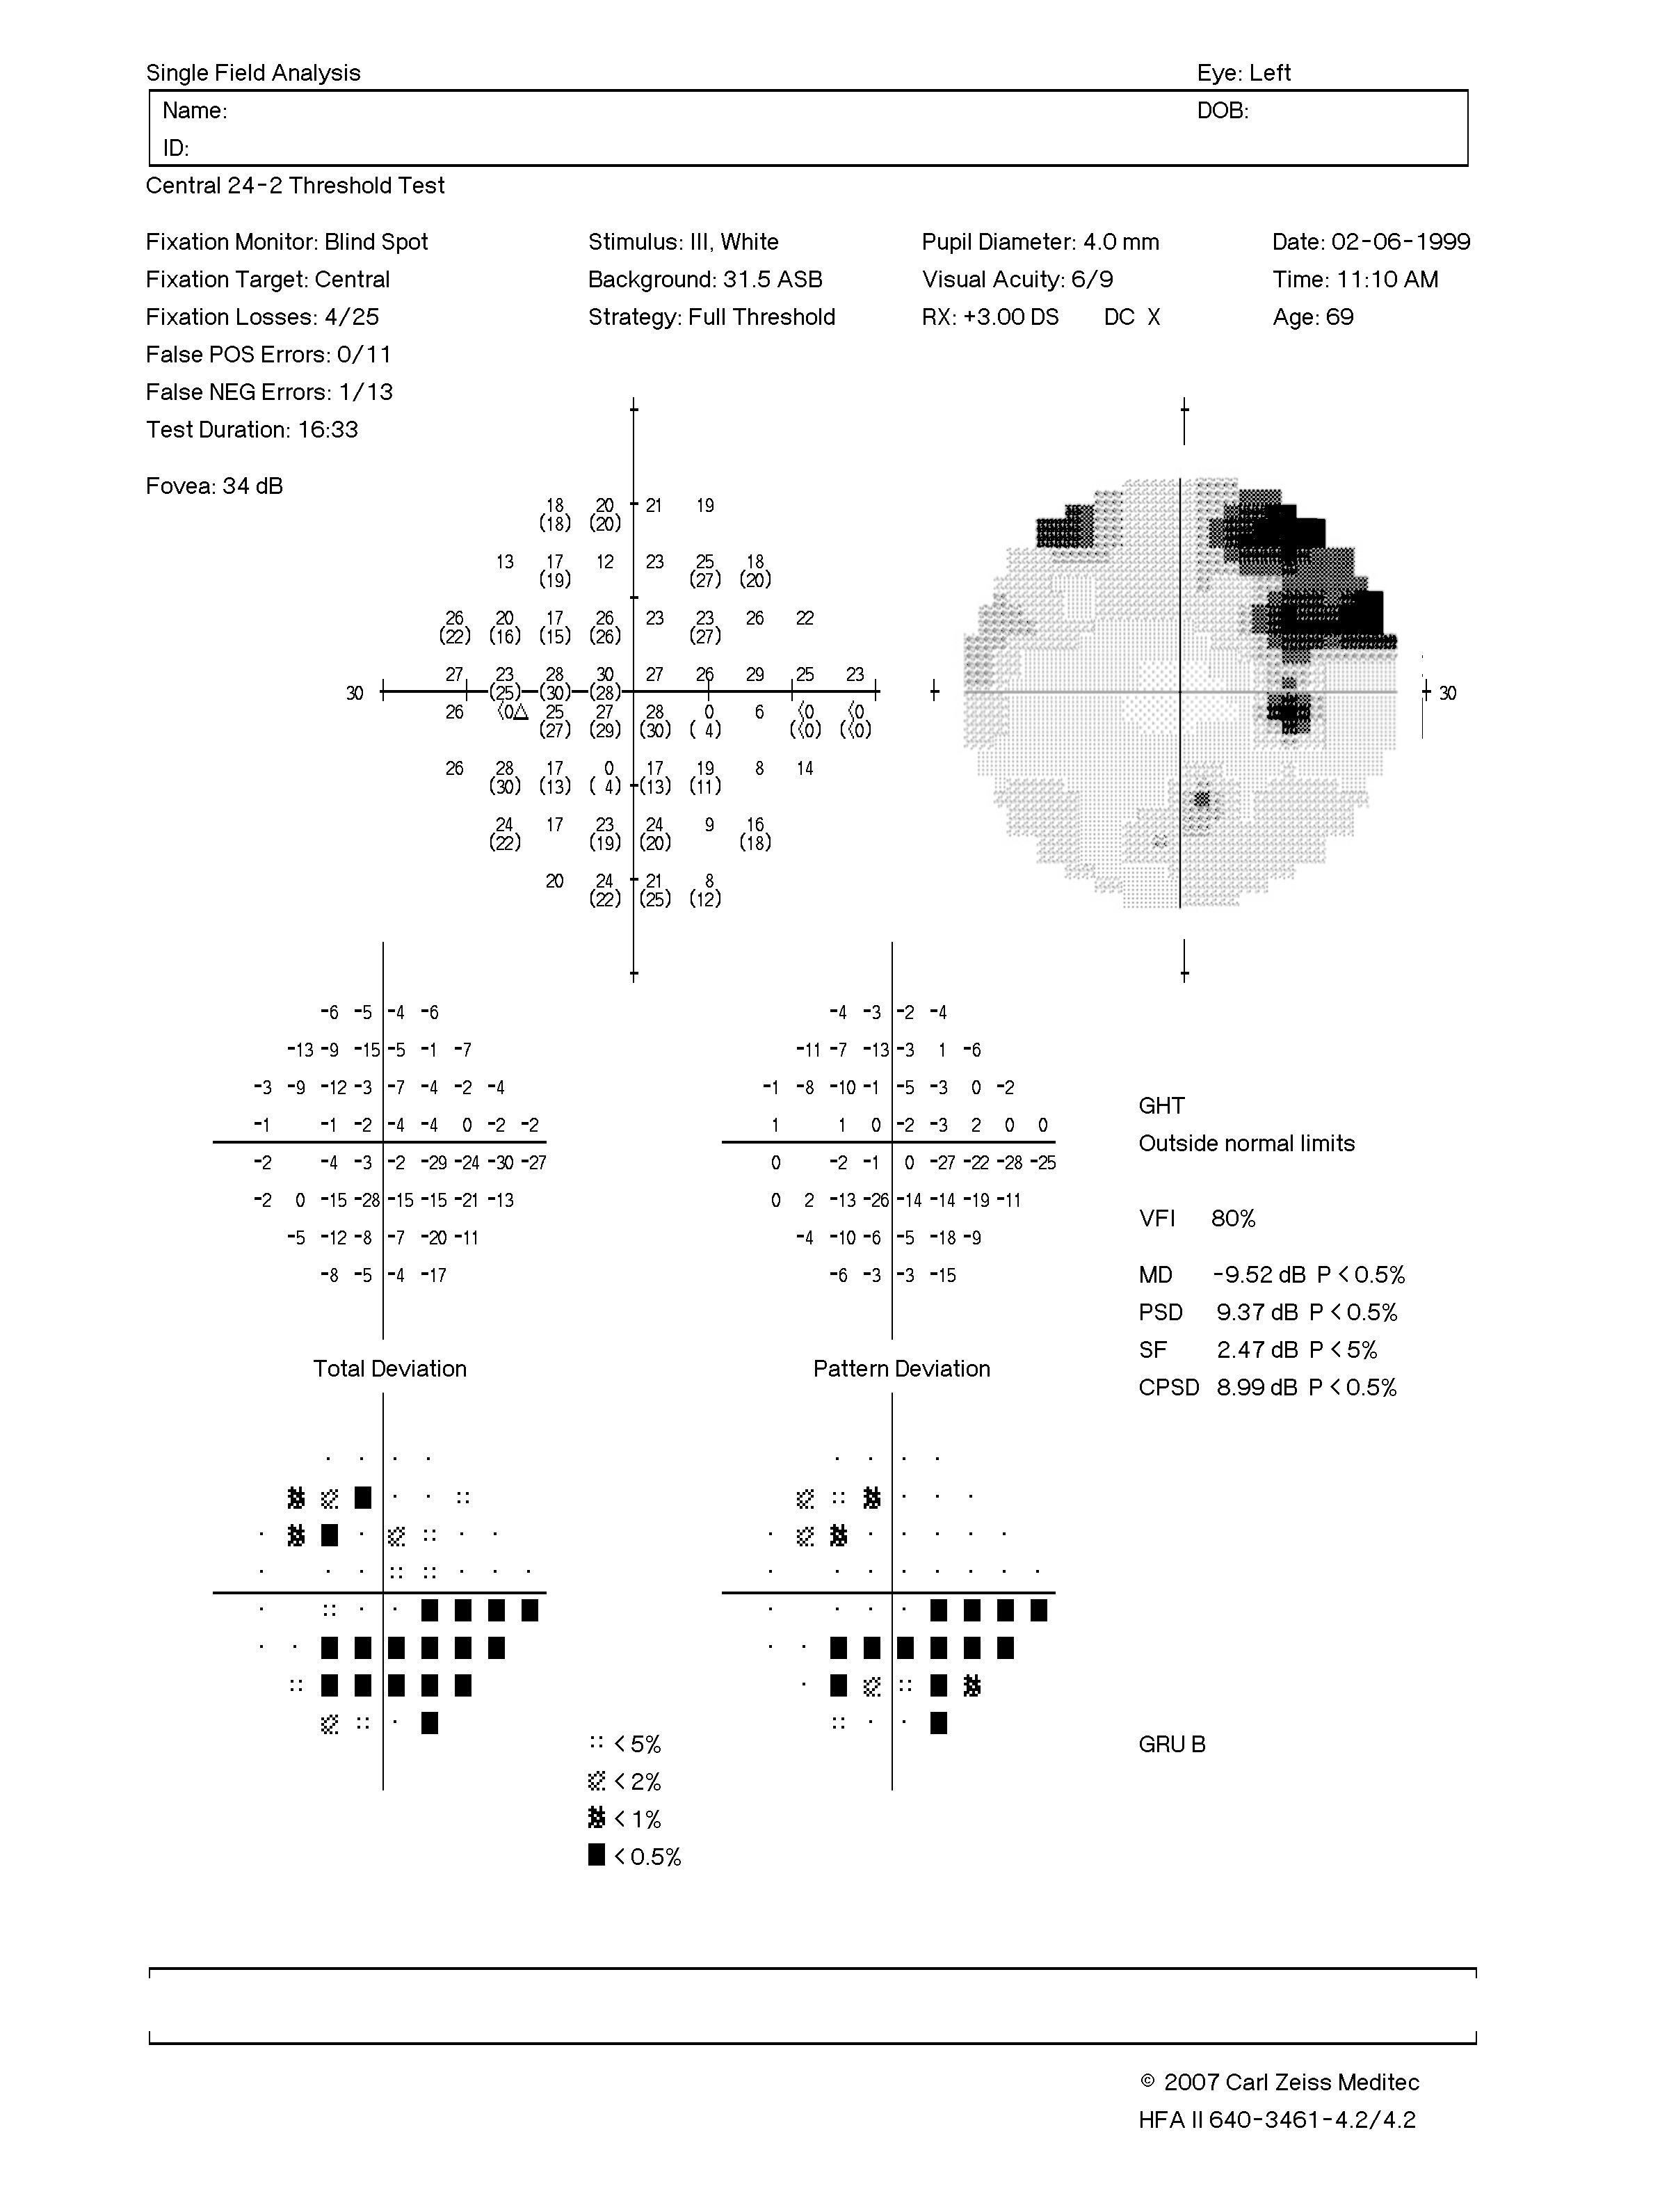 Single Field Analysis Eye: Left
Name: DOB:
ID:
Central 24-2 Threshold Test
Fixation Monitor: Blind Spot Stimulus: III, White Pupil Diameter: 4.0 mm Date: 02-06-1999
Fixation Target: Central Background: 31.5 ASB Visual Acuity: 6/9 Time: 11:10 AM
Fixation Losses: 4/25 Strategy: Full Threshold RX: +3.00 DS DC X Age: 69
False POS Errors: 0/11
False NEG Errors: 1/13
Test Duration: 16:33
Fovea: 34 dB
18 20 21 19
(18) (20)
13 17 12 23 25 18
(19) (27) (20)
26 20 17 26 23 23 26 22
(22) (16) (15) (26) (27)
27 23 28 30 27 26 29 25 23
30 (25) (30) (28) 30
26 <0 25 27 28 0 6 <0 <0
(27) (29) (30) ( 4) (<0) (<0)
26 28 17 0 17 19 8 14
(30) (13) ( 4) (13) (11)
24 17 23 24 9 16
(22) (19) (20) (18)
20 24 21 8
(22) (25) (12)
-6 -5 -4 -6 -4 -3 -2 -4
-13 -9 -15 -5 -1 -7 -11 -7 -13 -3 1 -6
-3 -9 -12 -3 -7 -4 -2 -4 -1 -8 -10 -1 -5 -3 0 -2
GHT
-1 -1 -2 -4 -4 0 -2 -2 1 1 0 -2 -3 2 0 0
Outside normal limits
-2 -4 -3 -2 -29 -24 -30 -27 0 -2 -1 0 -27 -22 -28 -25
-2 0 -15 -28 -15 -15 -21 -13 0 2 -13 -26 -14 -14 -19 -11
VFI 80%
-5 -12 -8 -7 -20 -11 -4 -10 -6 -5 -18 -9
-8 -5 -4 -17 -6 -3 -3 -15 MD -9.52 dB P < 0.5%
PSD 9.37 dB P < 0.5%
SF 2.47 dB P < 5%
Total Deviation Pattern Deviation
CPSD 8.99 dB P < 0.5%
< 5% GRU B
< 2%
< 1%
< 0.5%
© 2007 Carl Zeiss Meditec
HFA II 640-3461-4.2/4.2